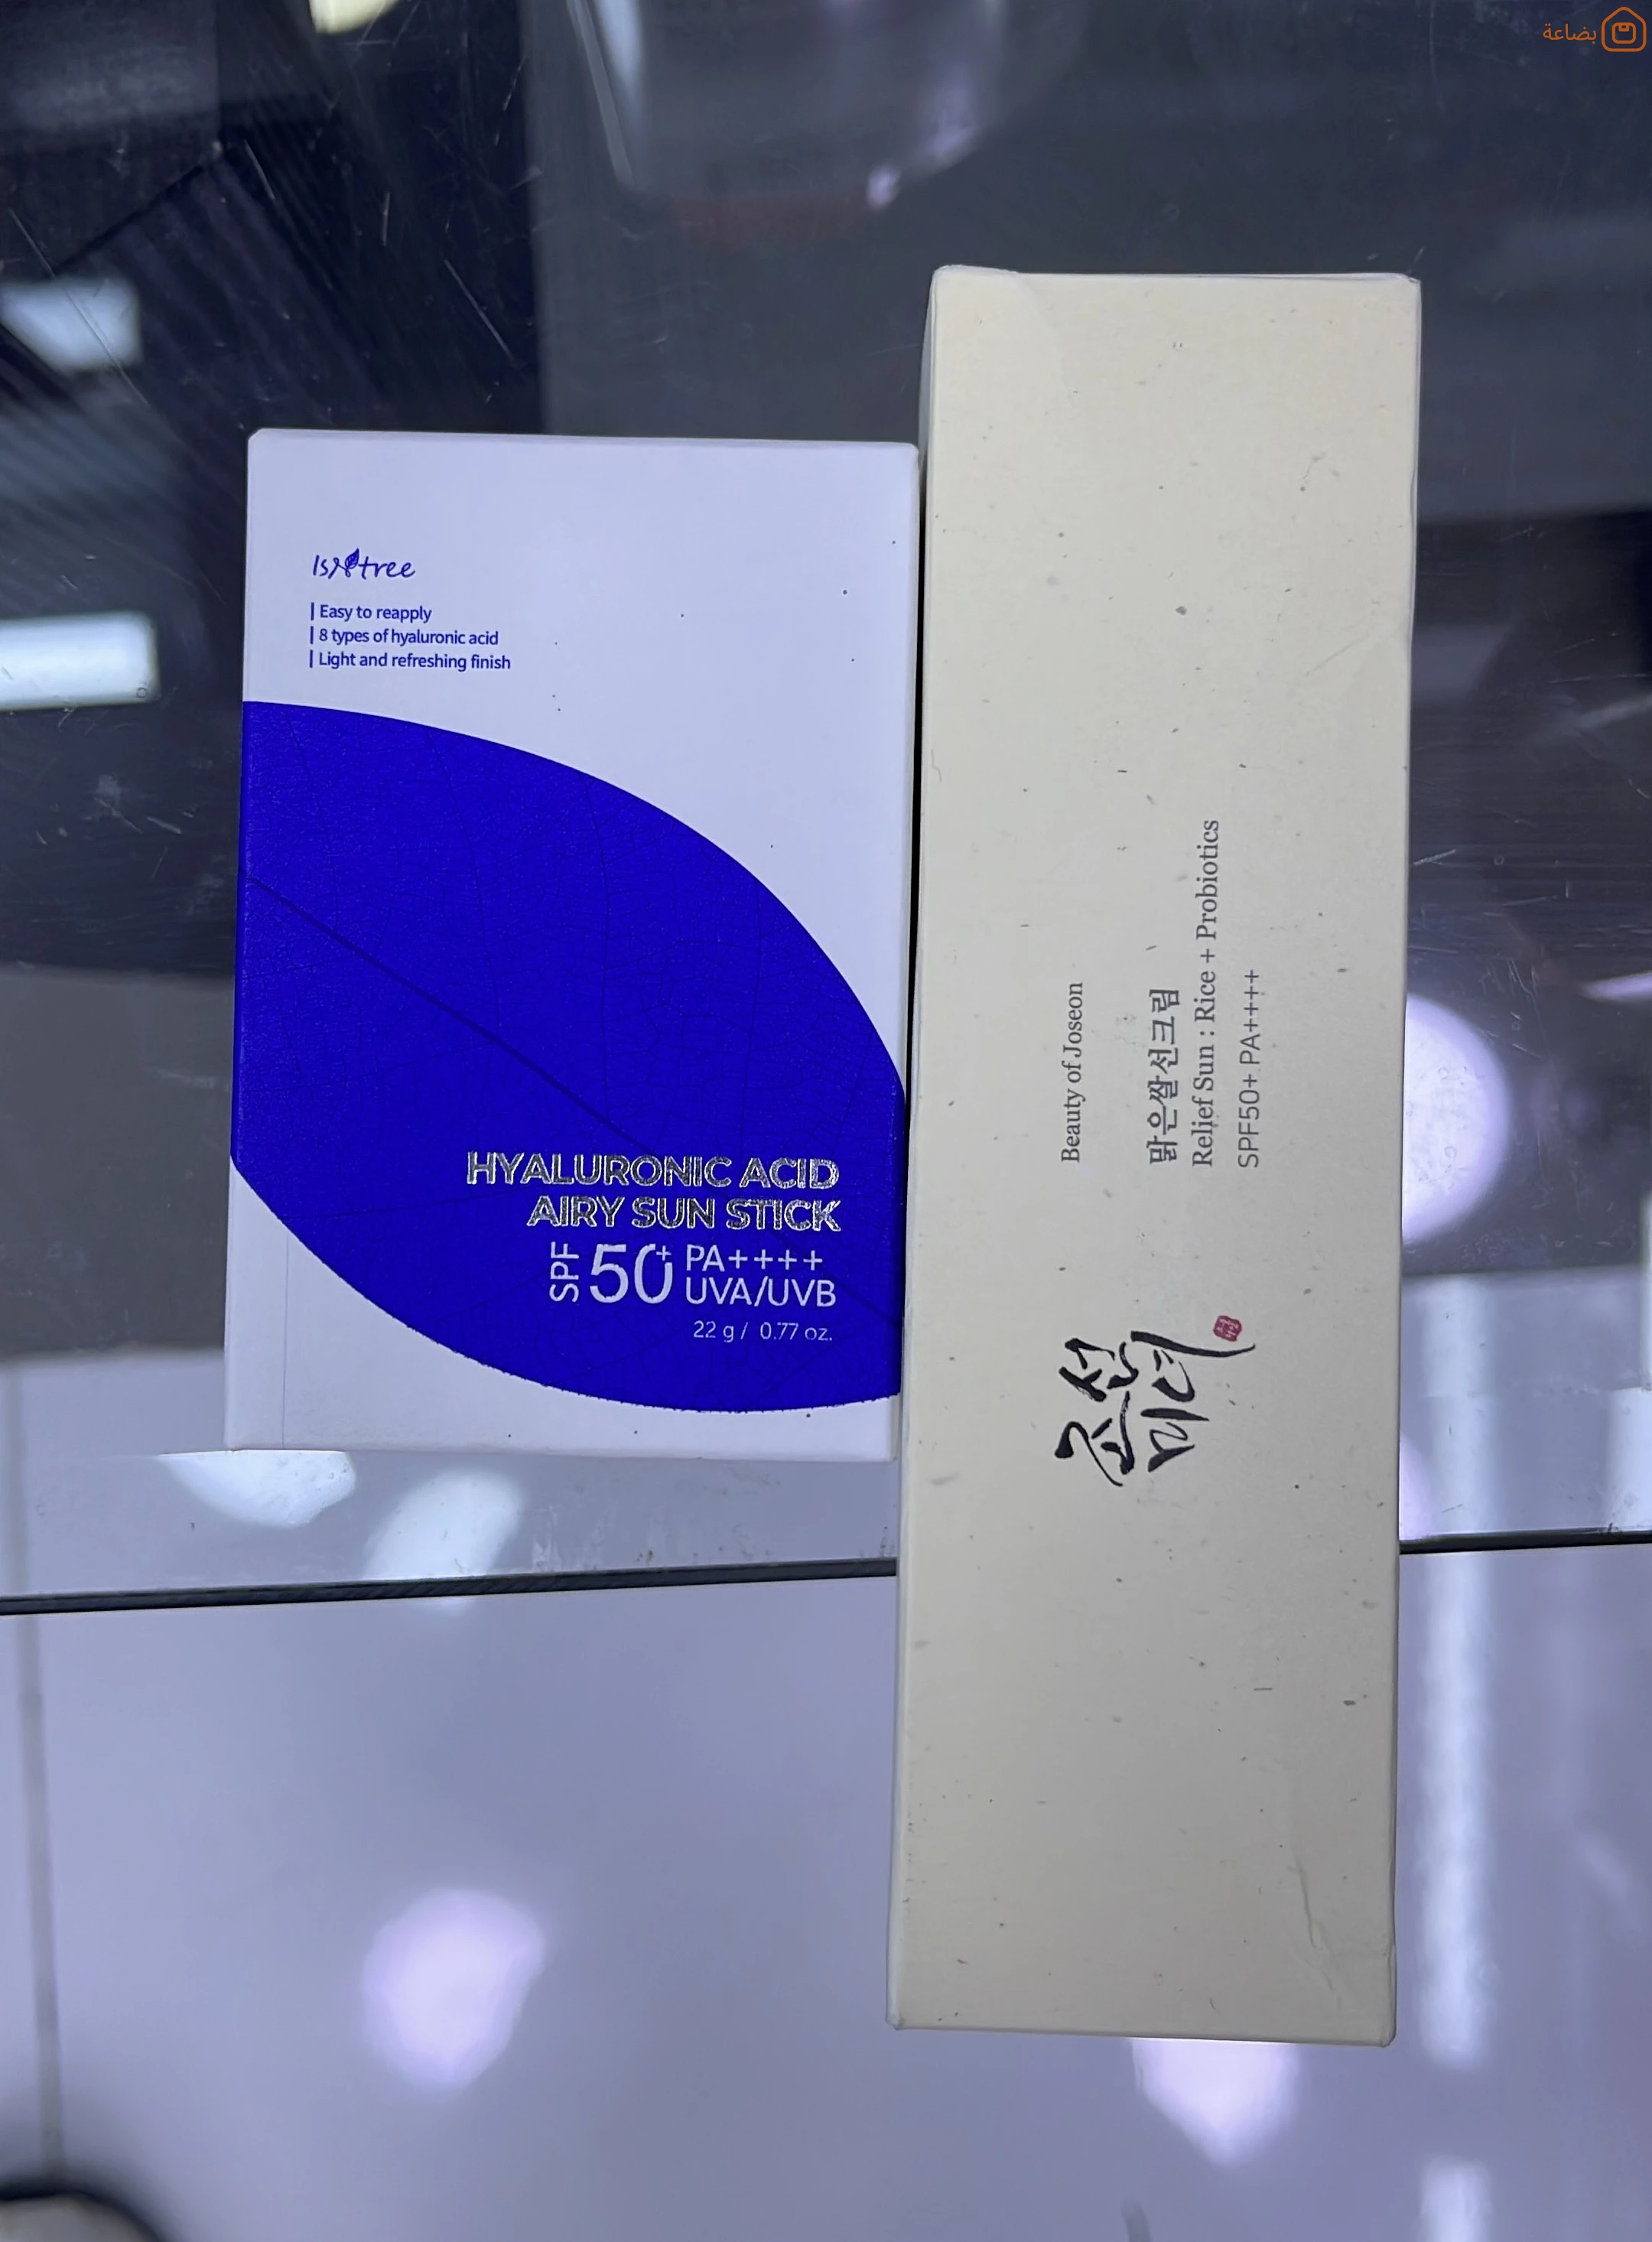 بضاعة
Isntree
Easy to reapply
8 types of hyaluronic acid
Light and refreshing finish
HYALURONIC ACID
AIRY SUN STICK
SPF 50+ PA++++
UVA/UVB
22 g / 0.77 oz.
Beauty of Joseon
맑은쌀선크림
Relief Sun : Rice + Probiotics
SPF50+ PA++++
조선
미녀